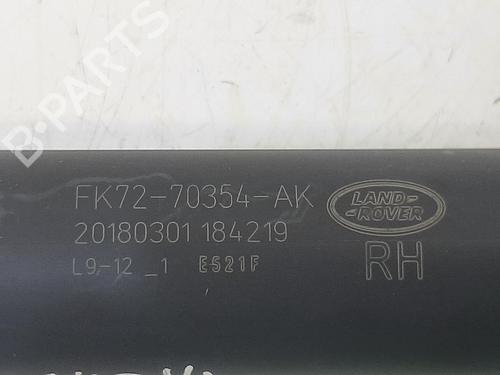 B-PARTS
FK72-70354-AK
LAND-
-ROVER
20180301 184219
RH
L9-12 _1 E521F